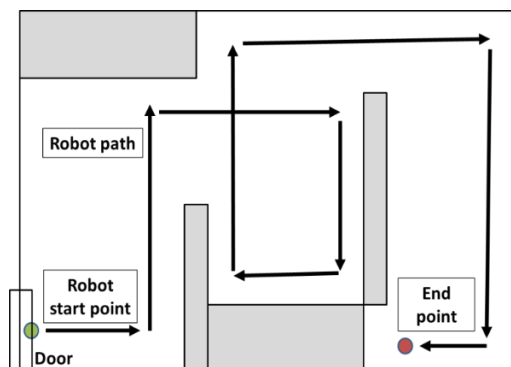 Robot path
Robot
start point
End
point
Door